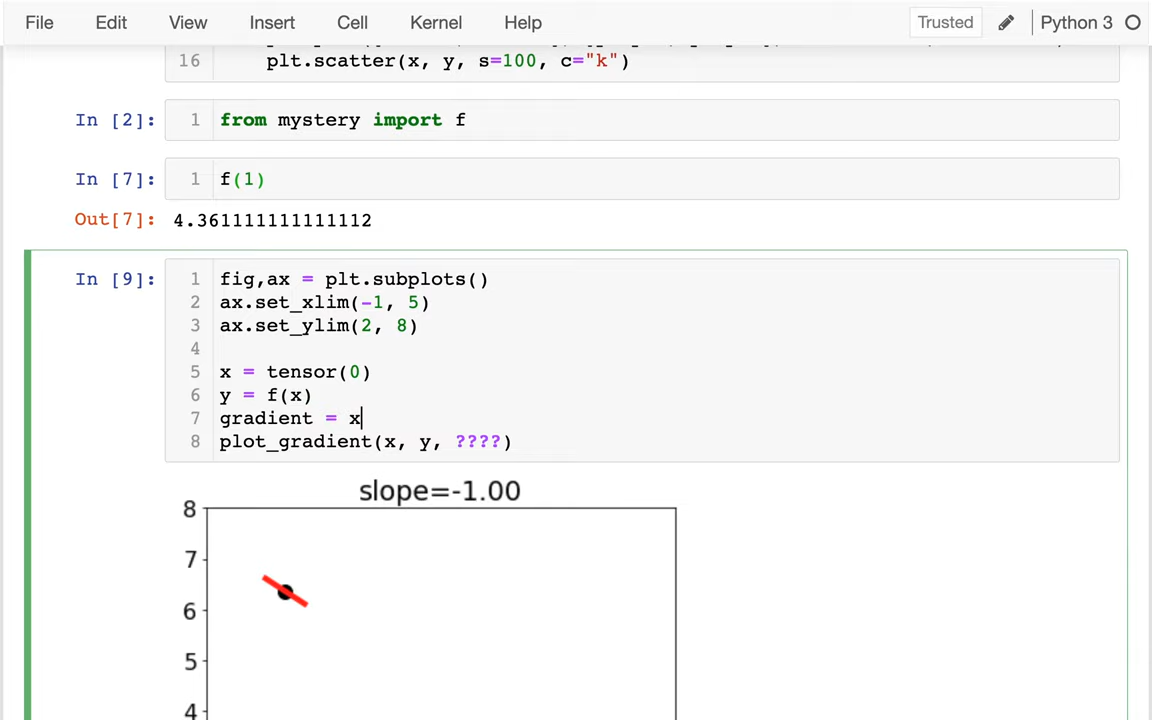 File Edit View Insert Cell Kernel Help Trusted Python 3
16 plt.scatter(x, y, s=100, c="k")
In [2]: 1 from mystery import f
In [7]: 1 f(1)
Out[7]: 4.361111111111112
In [9]: 1 fig,ax = plt.subplots()
2 ax.set_xlim(-1, 5)
3 ax.set_ylim(2, 8)
4
5 x = tensor(0)
6 y = f(x)
7 gradient = x
8 plot_gradient(x, y, ????)
slope=-1.00
8
7
6
5
4